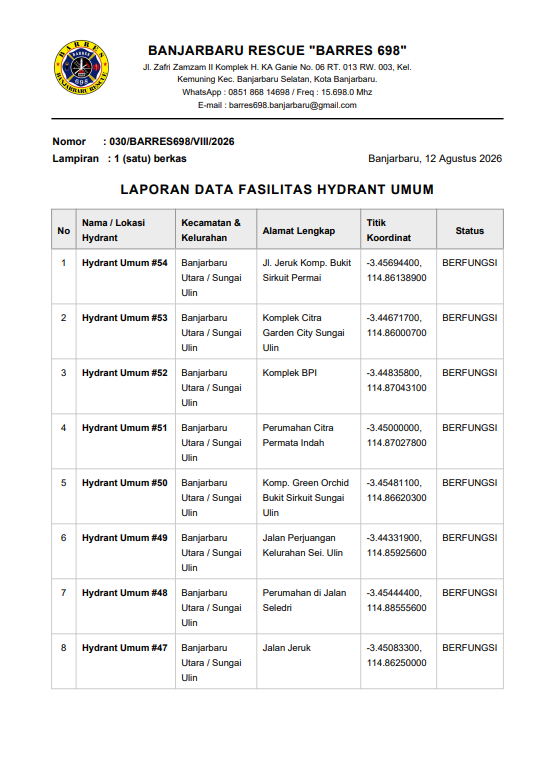 BARRES
BARRES
698
BANJARBARU RESCUE
BANJARBARU RESCUE "BARRES 698"
Jl. Zafri Zamzam II Komplek H. KA Ganie No. 06 RT. 013 RW. 003, Kel.
Kemuning Kec. Banjarbaru Selatan, Kota Banjarbaru.
WhatsApp : 0851 868 14698 / Freq : 15.698.0 Mhz
E-mail : barres698.banjarbaru@gmail.com
Nomor : 030/BARRES698/VIII/2026
Lampiran : 1 (satu) berkas
Banjarbaru, 12 Agustus 2026
LAPORAN DATA FASILITAS HYDRANT UMUM
No
Nama / Lokasi
Hydrant
Kecamatan &
Kelurahan
Alamat Lengkap
Titik
Koordinat
Status
1
Hydrant Umum #54
Banjarbaru
Utara / Sungai
Ulin
Jl. Jeruk Komp. Bukit
Sirkuit Permai
-3.45694400,
114.86138900
BERFUNGSI
2
Hydrant Umum #53
Banjarbaru
Utara / Sungai
Ulin
Komplek Citra
Garden City Sungai
Ulin
-3.44671700,
114.86000700
BERFUNGSI
3
Hydrant Umum #52
Banjarbaru
Utara / Sungai
Ulin
Komplek BPI
-3.44835800,
114.87043100
BERFUNGSI
4
Hydrant Umum #51
Banjarbaru
Utara / Sungai
Ulin
Perumahan Citra
Permata Indah
-3.45000000,
114.87027800
BERFUNGSI
5
Hydrant Umum #50
Banjarbaru
Utara / Sungai
Ulin
Komp. Green Orchid
Bukit Sirkuit Sungai
Ulin
-3.45481100,
114.86620300
BERFUNGSI
6
Hydrant Umum #49
Banjarbaru
Utara / Sungai
Ulin
Jalan Perjuangan
Kelurahan Sei. Ulin
-3.44331900,
114.85925600
BERFUNGSI
7
Hydrant Umum #48
Banjarbaru
Utara / Sungai
Ulin
Perumahan di Jalan
Seledri
-3.45444400,
114.88555600
BERFUNGSI
8
Hydrant Umum #47
Banjarbaru
Utara / Sungai
Ulin
Jalan Jeruk
-3.45083300,
114.86250000
BERFUNGSI